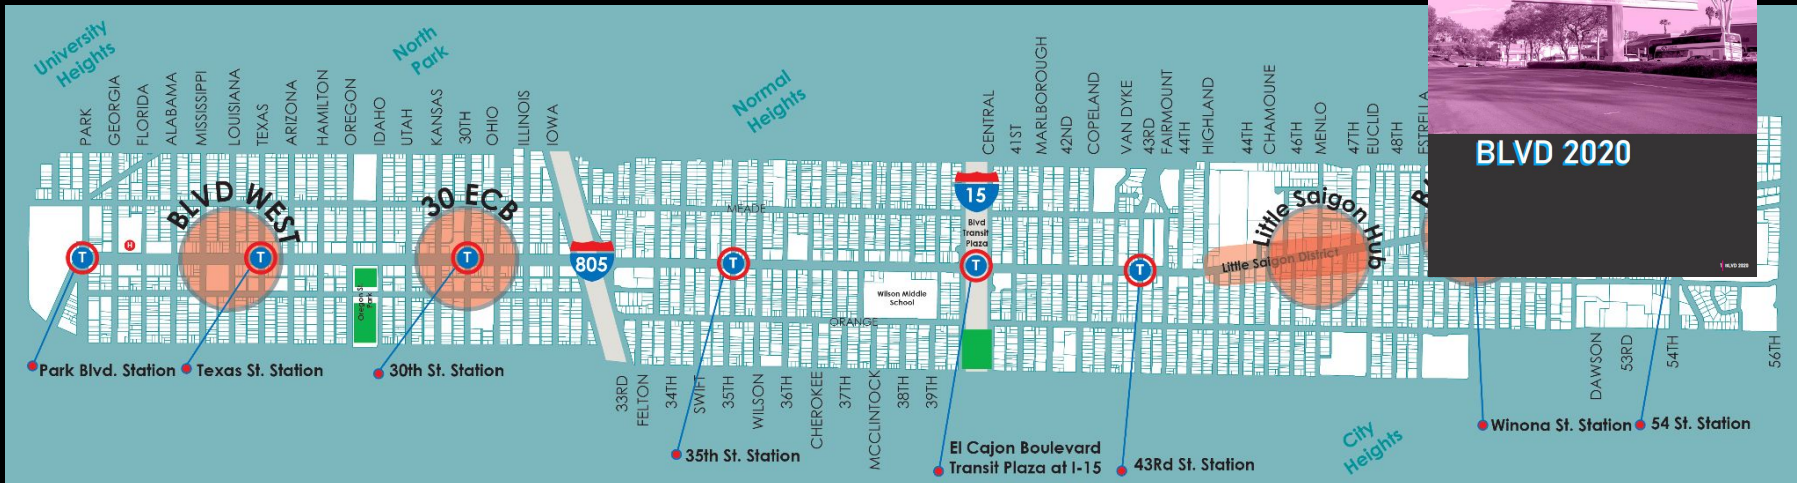 University
Heights
North
Park
Normal
Heights
PARK
GEORGIA
FLORIDA
ALABAMA
MISSISSIPPI
LOUISIANA
TEXAS
ARIZONA
HAMILTON
OREGON
IDAHO
UTAH
KANSAS
30TH
OHIO
ILLINOIS
IOWA
CENTRAL
41ST
MARLBOROUGH
42ND
COPELAND
VAN DYKE
43RD
FAIRMOUNT
44TH
HIGHLAND
44TH
CHAMOUNE
46TH
MENLO
47TH
EUCLID
48TH
ESTRELLA
BLVD 2020
BLVD 2020
BLVD WEST
30 ECB
MEADE
15
Blvd
Transit
Plaza
Little Saigon Hub
Little Saigon District
H
T
T
T
805
T
T
T
Oregon St.
Park
Wilson Middle
School
ORANGE
Park Blvd. Station
Texas St. Station
30th St. Station
33RD
FELTON
34TH
SWIFT
35TH
WILSON
36TH
CHEROKEE
37TH
MCCLINTOCK
38TH
39TH
DAWSON
53RD
54TH
56TH
35th St. Station
El Cajon Boulevard
Transit Plaza at I-15
43Rd St. Station
City
Heights
Winona St. Station
54 St. Station